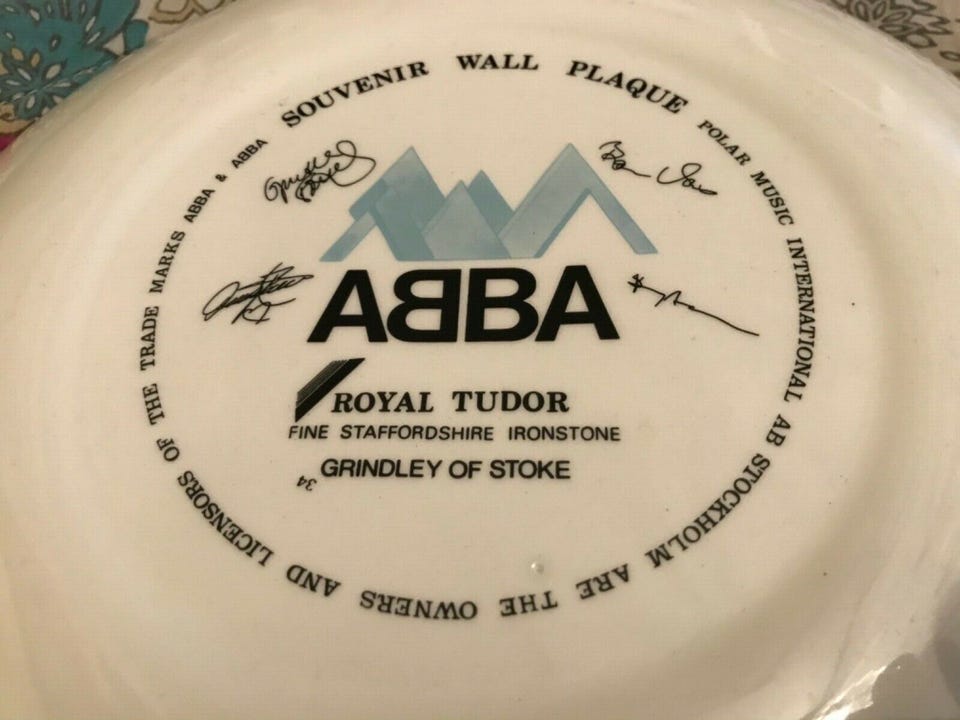 SOUVENIR WALL PLAQUE
POLAR MUSIC INTERNATIONAL AB STOCKHOLM ARE THE OWNERS AND LICENSORS OF THE TRADE MARKS ABBA & ABBA
AᗺBA
ROYAL TUDOR
FINE STAFFORDSHIRE IRONSTONE
34 GRINDLEY OF STOKE